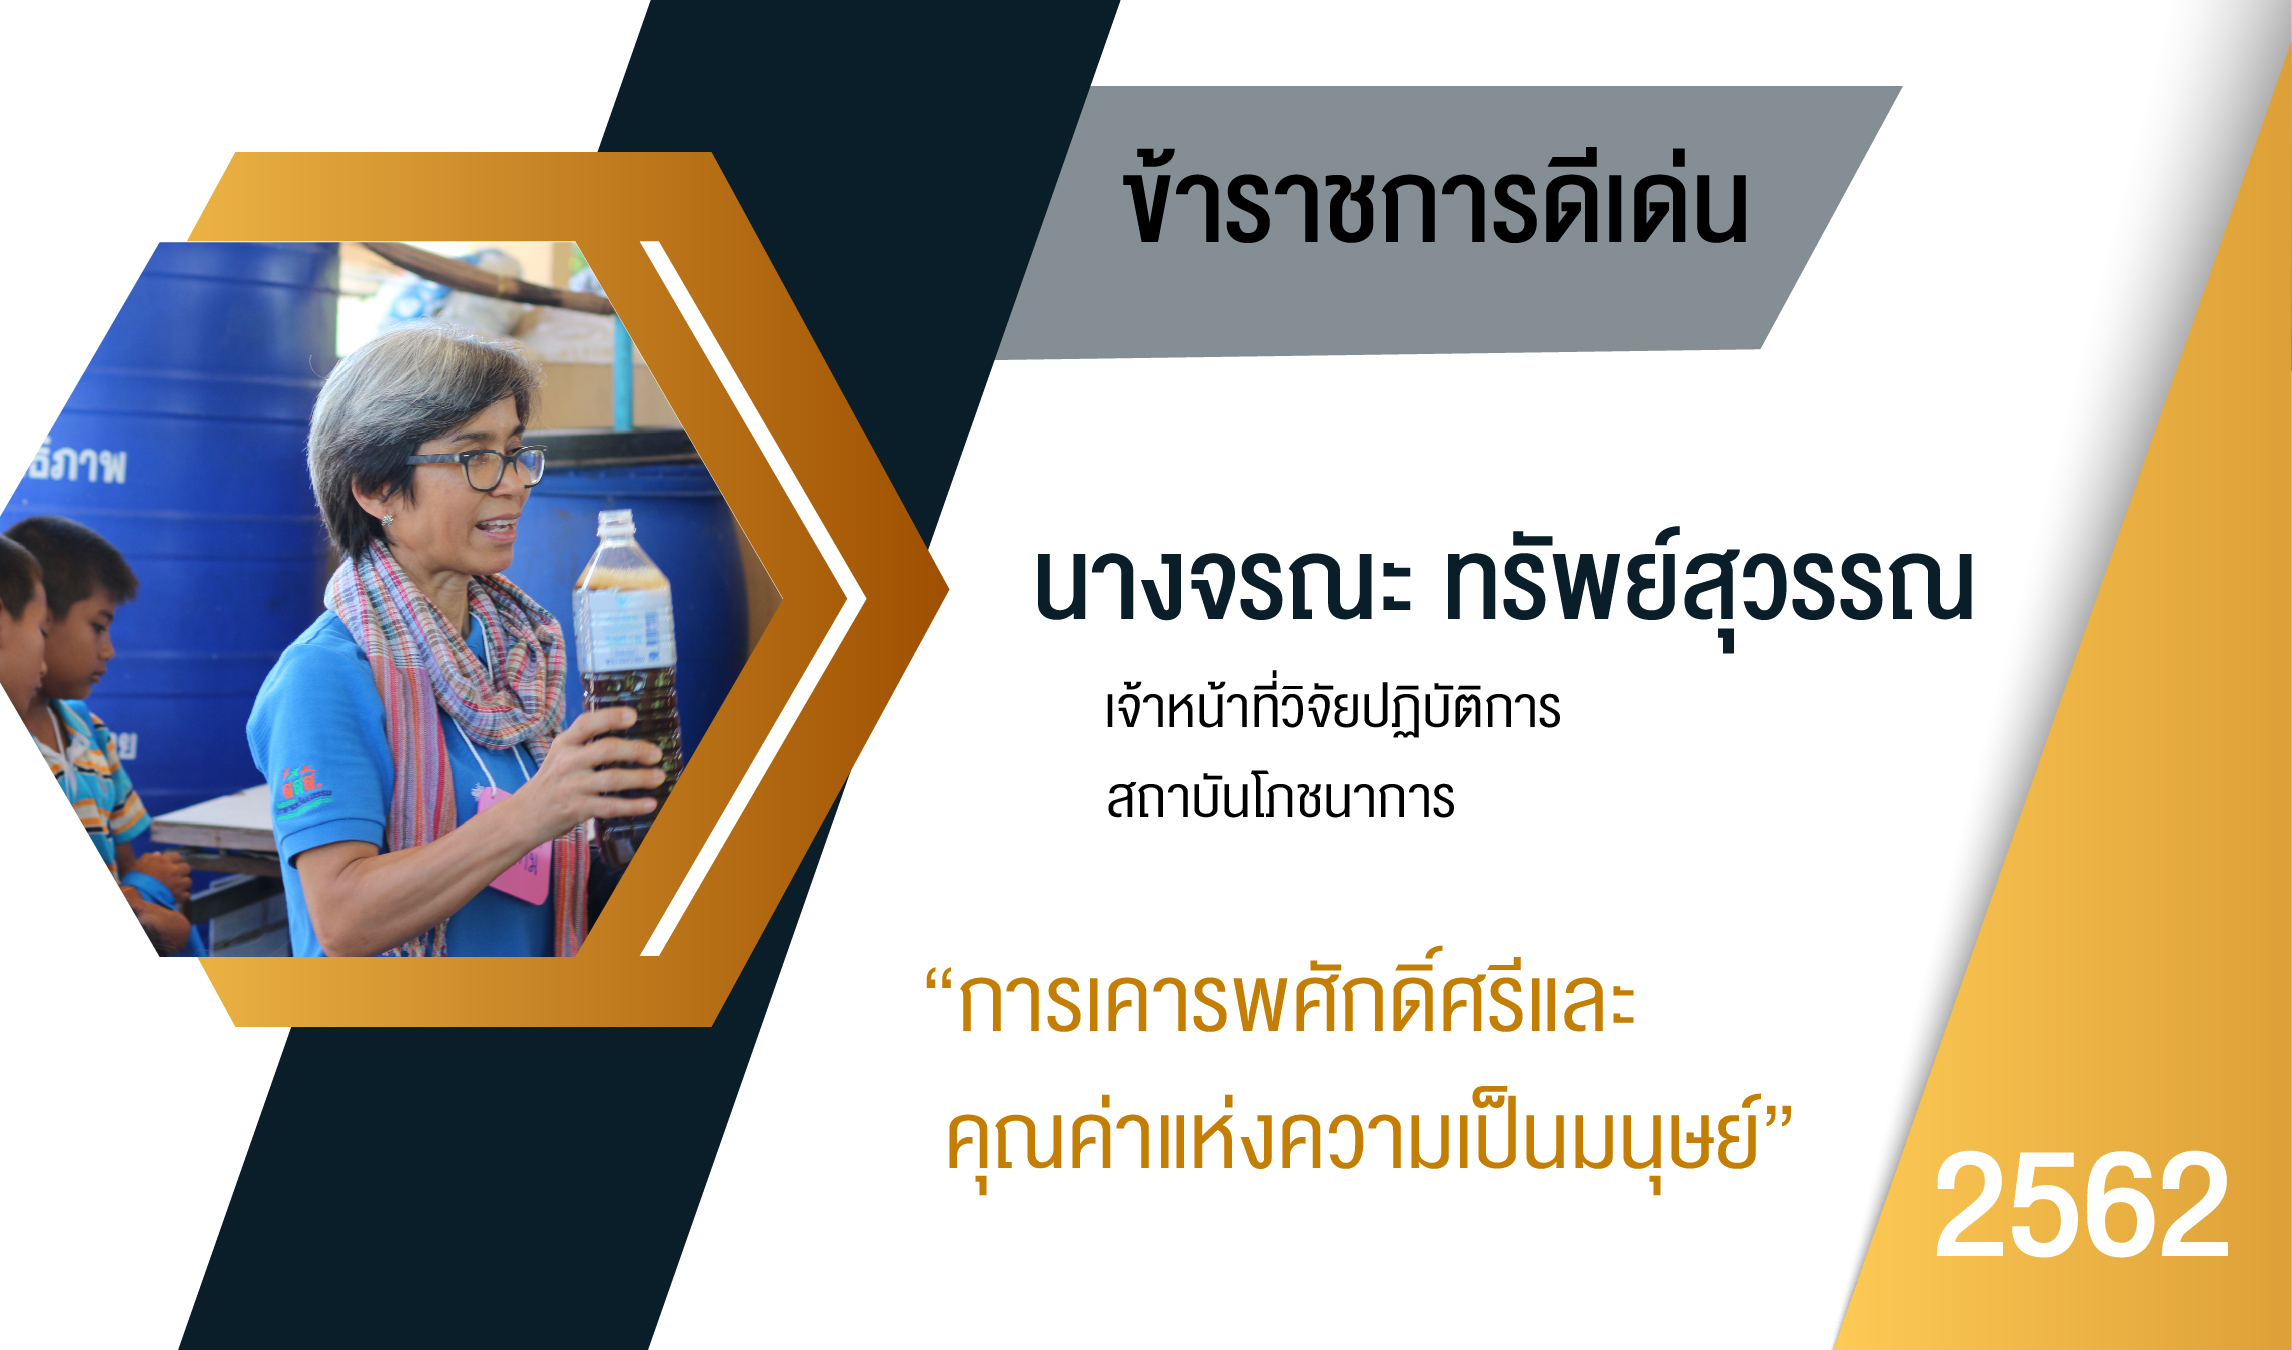 ข้าราชการดีเด่น
นางจรณะ ทรัพย์สุวรรณ
เจ้าหน้าที่วิจัยปฏิบัติการ
สถาบันโภชนาการ
“การเคารพศักดิ์ศรีและ
คุณค่าแห่งความเป็นมนุษย์”
2562